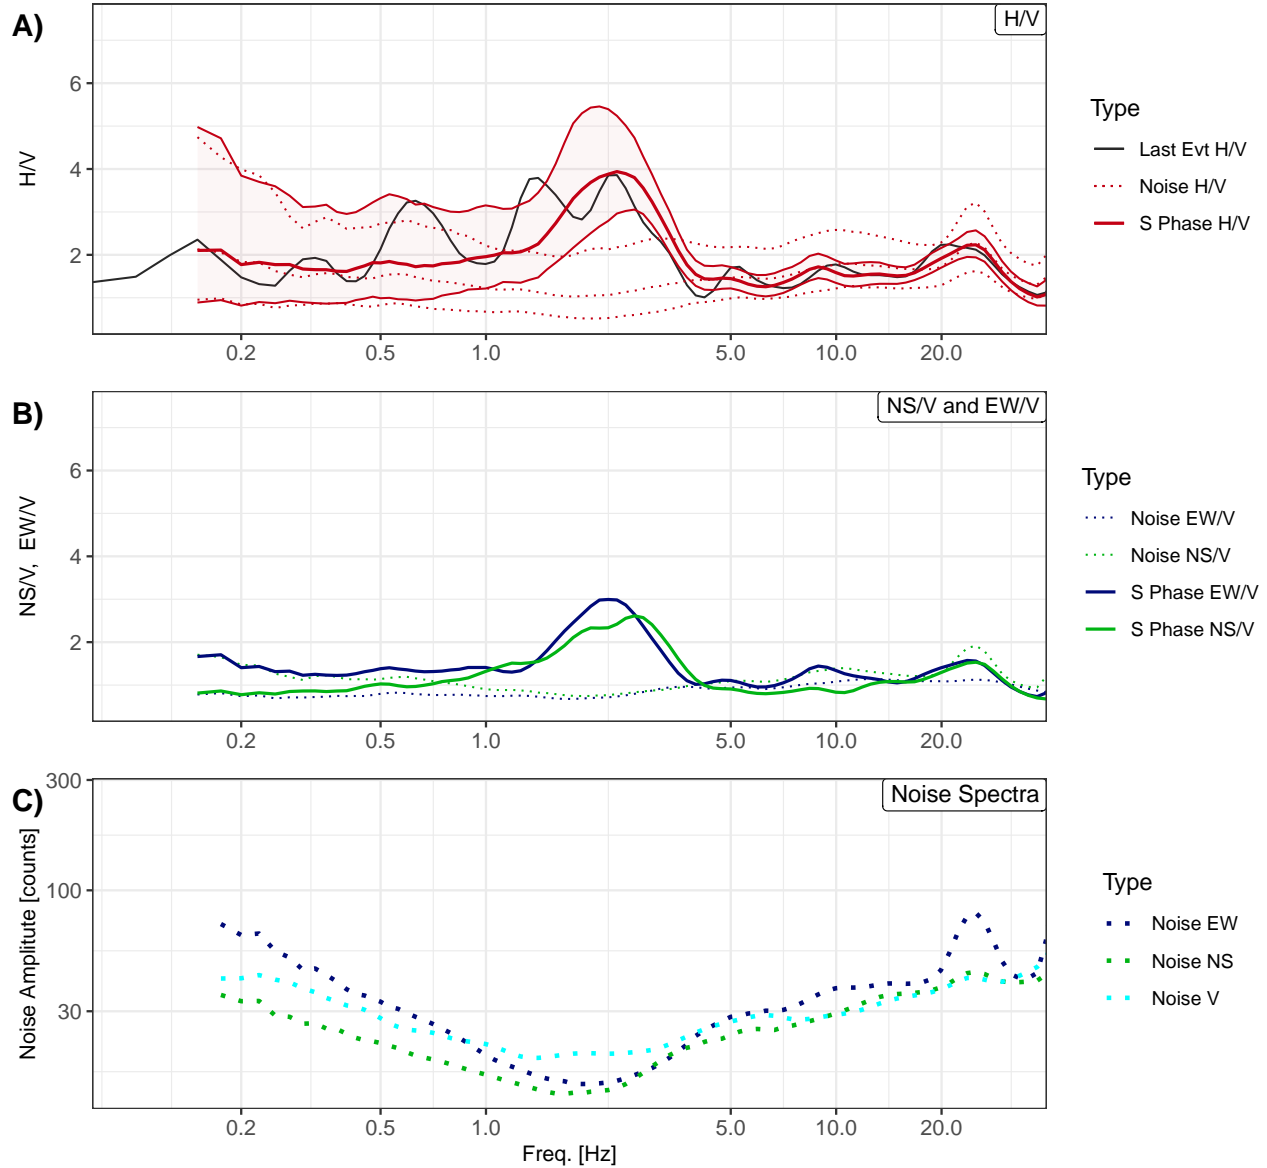 A)
H/V
H/V
6
4
2
0.2 0.5 1.0 5.0 10.0 20.0
Type
Last Evt H/V
Noise H/V
S Phase H/V
B)
NS/V and EW/V
NS/V, EW/V
6
4
2
0.2 0.5 1.0 5.0 10.0 20.0
Type
Noise EW/V
Noise NS/V
S Phase EW/V
S Phase NS/V
C)
Noise Spectra
Noise Amplitute [counts]
300
100
30
0.2 0.5 1.0 5.0 10.0 20.0
Freq. [Hz]
Type
Noise EW
Noise NS
Noise V